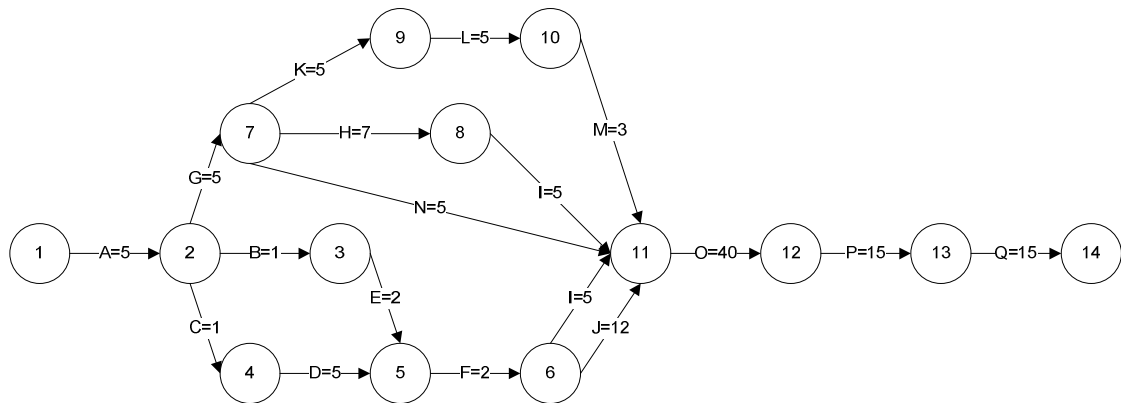 9
L=5
10
K=5
7
H=7
8
M=3
G=5
N=5
I=5
1
A=5
2
B=1
3
11
O=40
12
P=15
13
Q=15
14
E=2
I=5
C=1
J=12
4
D=5
5
F=2
6